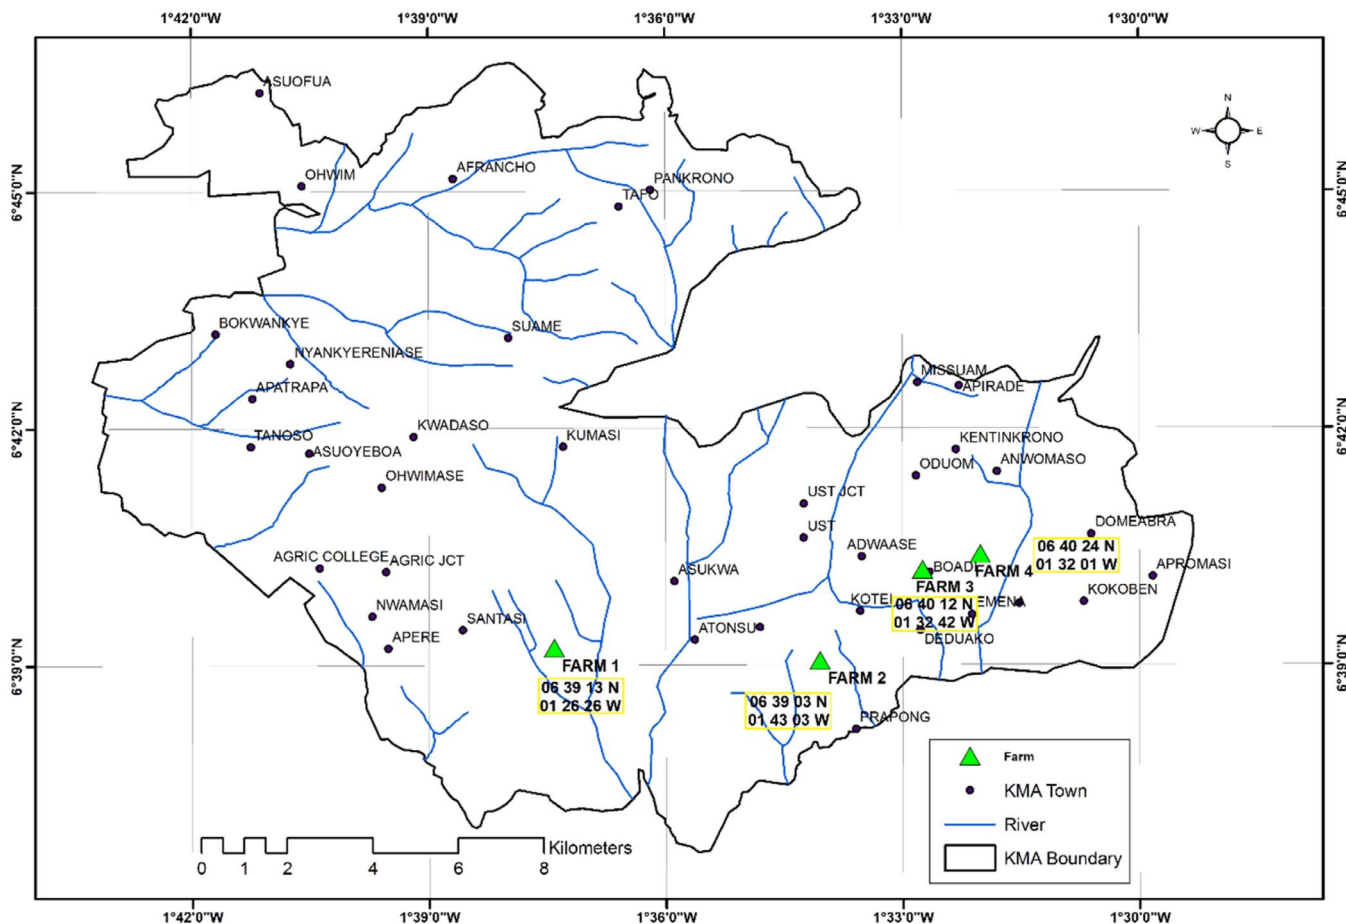 1°42'0"W
1°39'0"W
1°36'0"W
1°33'0"W
1°30'0"W
ASUOFUA
N
W
E
S
6°45'0"N
6°45'0"N
OHWIM
AFRANCHO
PANKRONO
TAFO
BOKWANKYE
SUAME
NYANKYERENIASE
MISSUAM
APATRAPA
APIRADE
6°42'0"N
6°42'0"N
TANOSO
KWADASO
KUMASI
KENTINKRONO
ASUOYEBOA
ODUOM
ANWOMASO
OHWIMASE
UST JCT
UST
DOMEABRA
AGRIC COLLEGE
AGRIC JCT
ASUKWA
ADWAASE
BOADI
FARM 4
06 40 24 N
01 32 01 W
APROMASI
FARM 3
KOKOBEN
NWAMASI
SANTASI
06 40 12 N
01 32 42 W
EMENA
APERE
ATONSU
DEDUAKO
6°39'0"N
6°39'0"N
FARM 1
06 39 13 N
01 26 26 W
FARM 2
06 39 03 N
01 43 03 W
PRAPONG
Farm
KMA Town
River
KMA Boundary
Kilometers
0 1 2 4 6 8
1°42'0"W
1°39'0"W
1°36'0"W
1°33'0"W
1°30'0"W